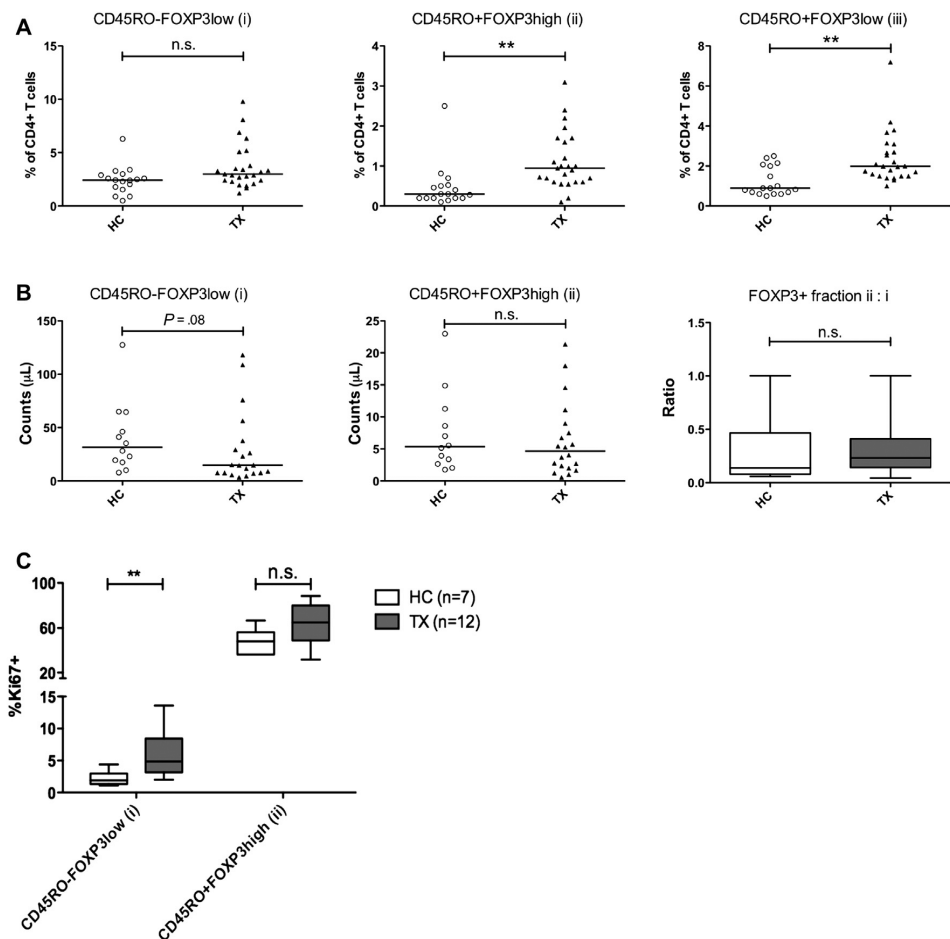 A
CD45RO-FOXP3low (i)
n.s.
% of CD4+ T cells
15
10
5
0
HC
TX
CD45RO+FOXP3high (ii)
**
% of CD4+ T cells
4
3
2
1
0
HC
TX
CD45RO+FOXP3low (iii)
**
% of CD4+ T cells
8
6
4
2
0
HC
TX
B
CD45RO-FOXP3low (i)
P = .08
Counts (µL)
150
100
50
0
HC
TX
CD45RO+FOXP3high (ii)
n.s.
Counts (µL)
25
20
15
10
5
0
HC
TX
FOXP3+ fraction ii : i
n.s.
Ratio
1.5
1.0
0.5
0.0
HC
TX
C
**
n.s.
%Ki67+
100
60
20
15
10
5
0
CD45RO-FOXP3low (i)
CD45RO+FOXP3high (ii)
HC (n=7)
TX (n=12)